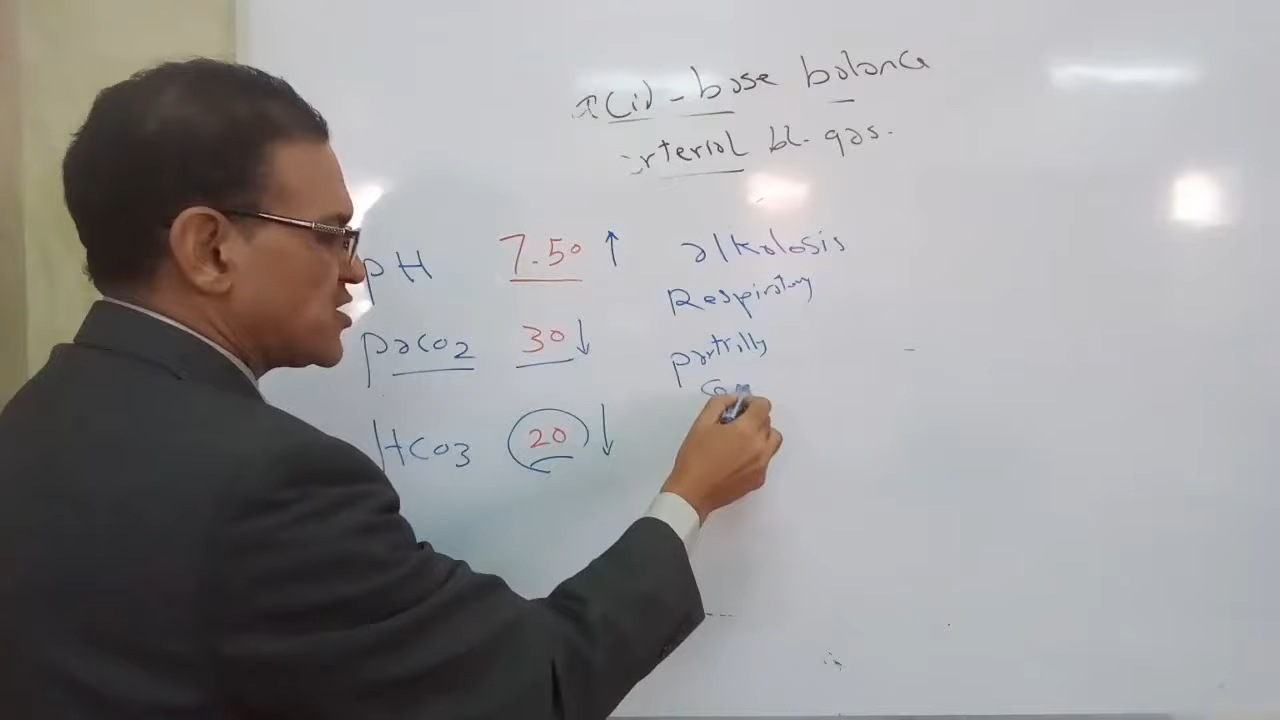 Acid-base balance
arterial bl. gas.
pH 7.50 ↑ alkalosis
Respiratory
paCO2 30 ↓ partially
HCO3 20 ↓